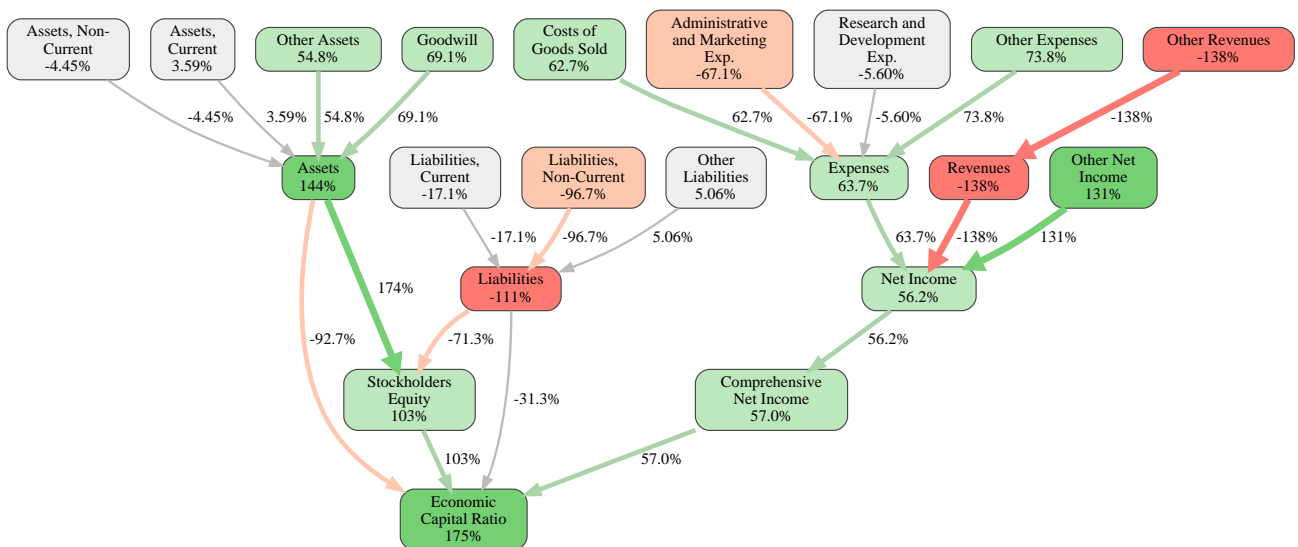 Assets, Non-
Current
-4.45%
Assets,
Current
3.59%
Other Assets
54.8%
Goodwill
69.1%
Costs of
Goods Sold
62.7%
Administrative
and Marketing
Exp.
-67.1%
Research and
Development
Exp.
-5.60%
Other Expenses
73.8%
Other Revenues
-138%
-4.45%
3.59%
54.8%
69.1%
62.7%
-67.1%
-5.60%
73.8%
-138%
Assets
144%
Liabilities,
Current
-17.1%
Liabilities,
Non-Current
-96.7%
Other
Liabilities
5.06%
Expenses
63.7%
Revenues
-138%
Other Net
Income
131%
-17.1%
-96.7%
5.06%
63.7%
-138%
131%
Liabilities
-111%
Net Income
56.2%
174%
-92.7%
-71.3%
56.2%
Stockholders
Equity
103%
-31.3%
Comprehensive
Net Income
57.0%
103%
57.0%
Economic
Capital Ratio
175%